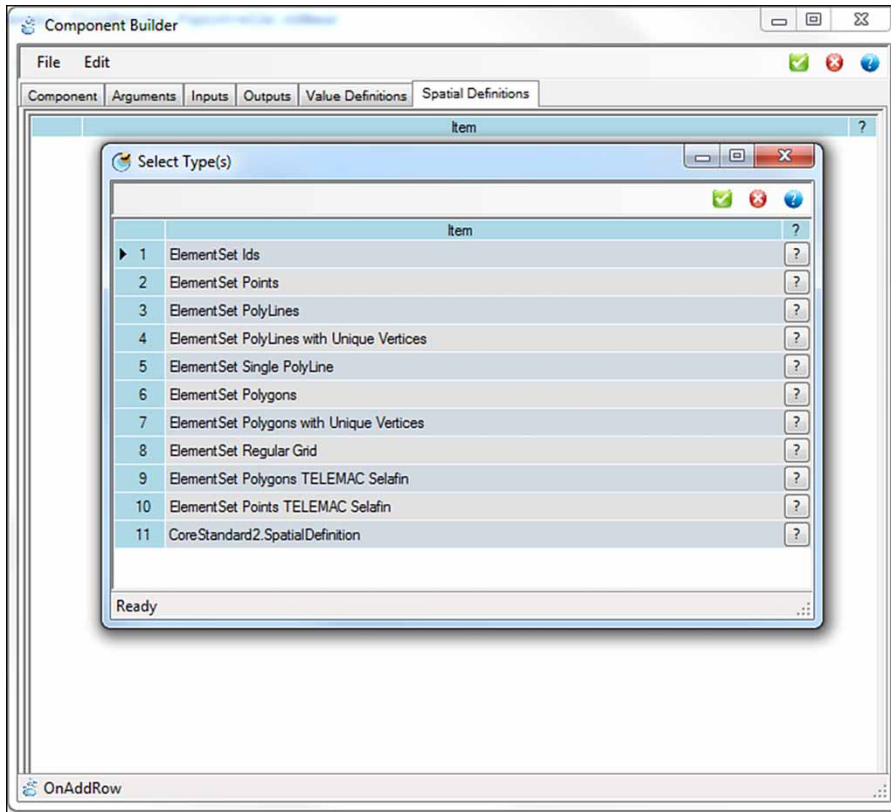 Component Builder
File Edit
Component Arguments Inputs Outputs Value Definitions Spatial Definitions
Item ?
Select Type(s)
Item ?
1 ElementSet Ids ?
2 ElementSet Points ?
3 ElementSet PolyLines ?
4 ElementSet PolyLines with Unique Vertices ?
5 ElementSet Single PolyLine ?
6 ElementSet Polygons ?
7 ElementSet Polygons with Unique Vertices ?
8 ElementSet Regular Grid ?
9 ElementSet Polygons TELEMAC Selafin ?
10 ElementSet Points TELEMAC Selafin ?
11 CoreStandard2.SpatialDefinition ?
Ready
OnAddRow